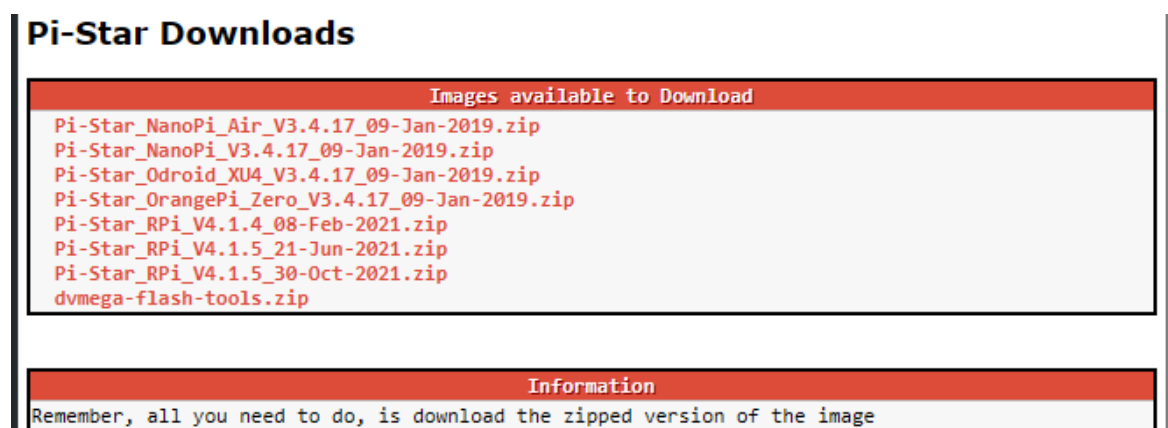 Pi-Star Downloads
Images available to Download
Pi-Star_NanoPi_Air_V3.4.17_09-Jan-2019.zip
Pi-Star_NanoPi_V3.4.17_09-Jan-2019.zip
Pi-Star_Odroid_XU4_V3.4.17_09-Jan-2019.zip
Pi-Star_OrangePi_Zero_V3.4.17_09-Jan-2019.zip
Pi-Star_RPi_V4.1.4_08-Feb-2021.zip
Pi-Star_RPi_V4.1.5_21-Jun-2021.zip
Pi-Star_RPi_V4.1.5_30-Oct-2021.zip
dvmega-flash-tools.zip
Information
Remember, all you need to do, is download the zipped version of the image